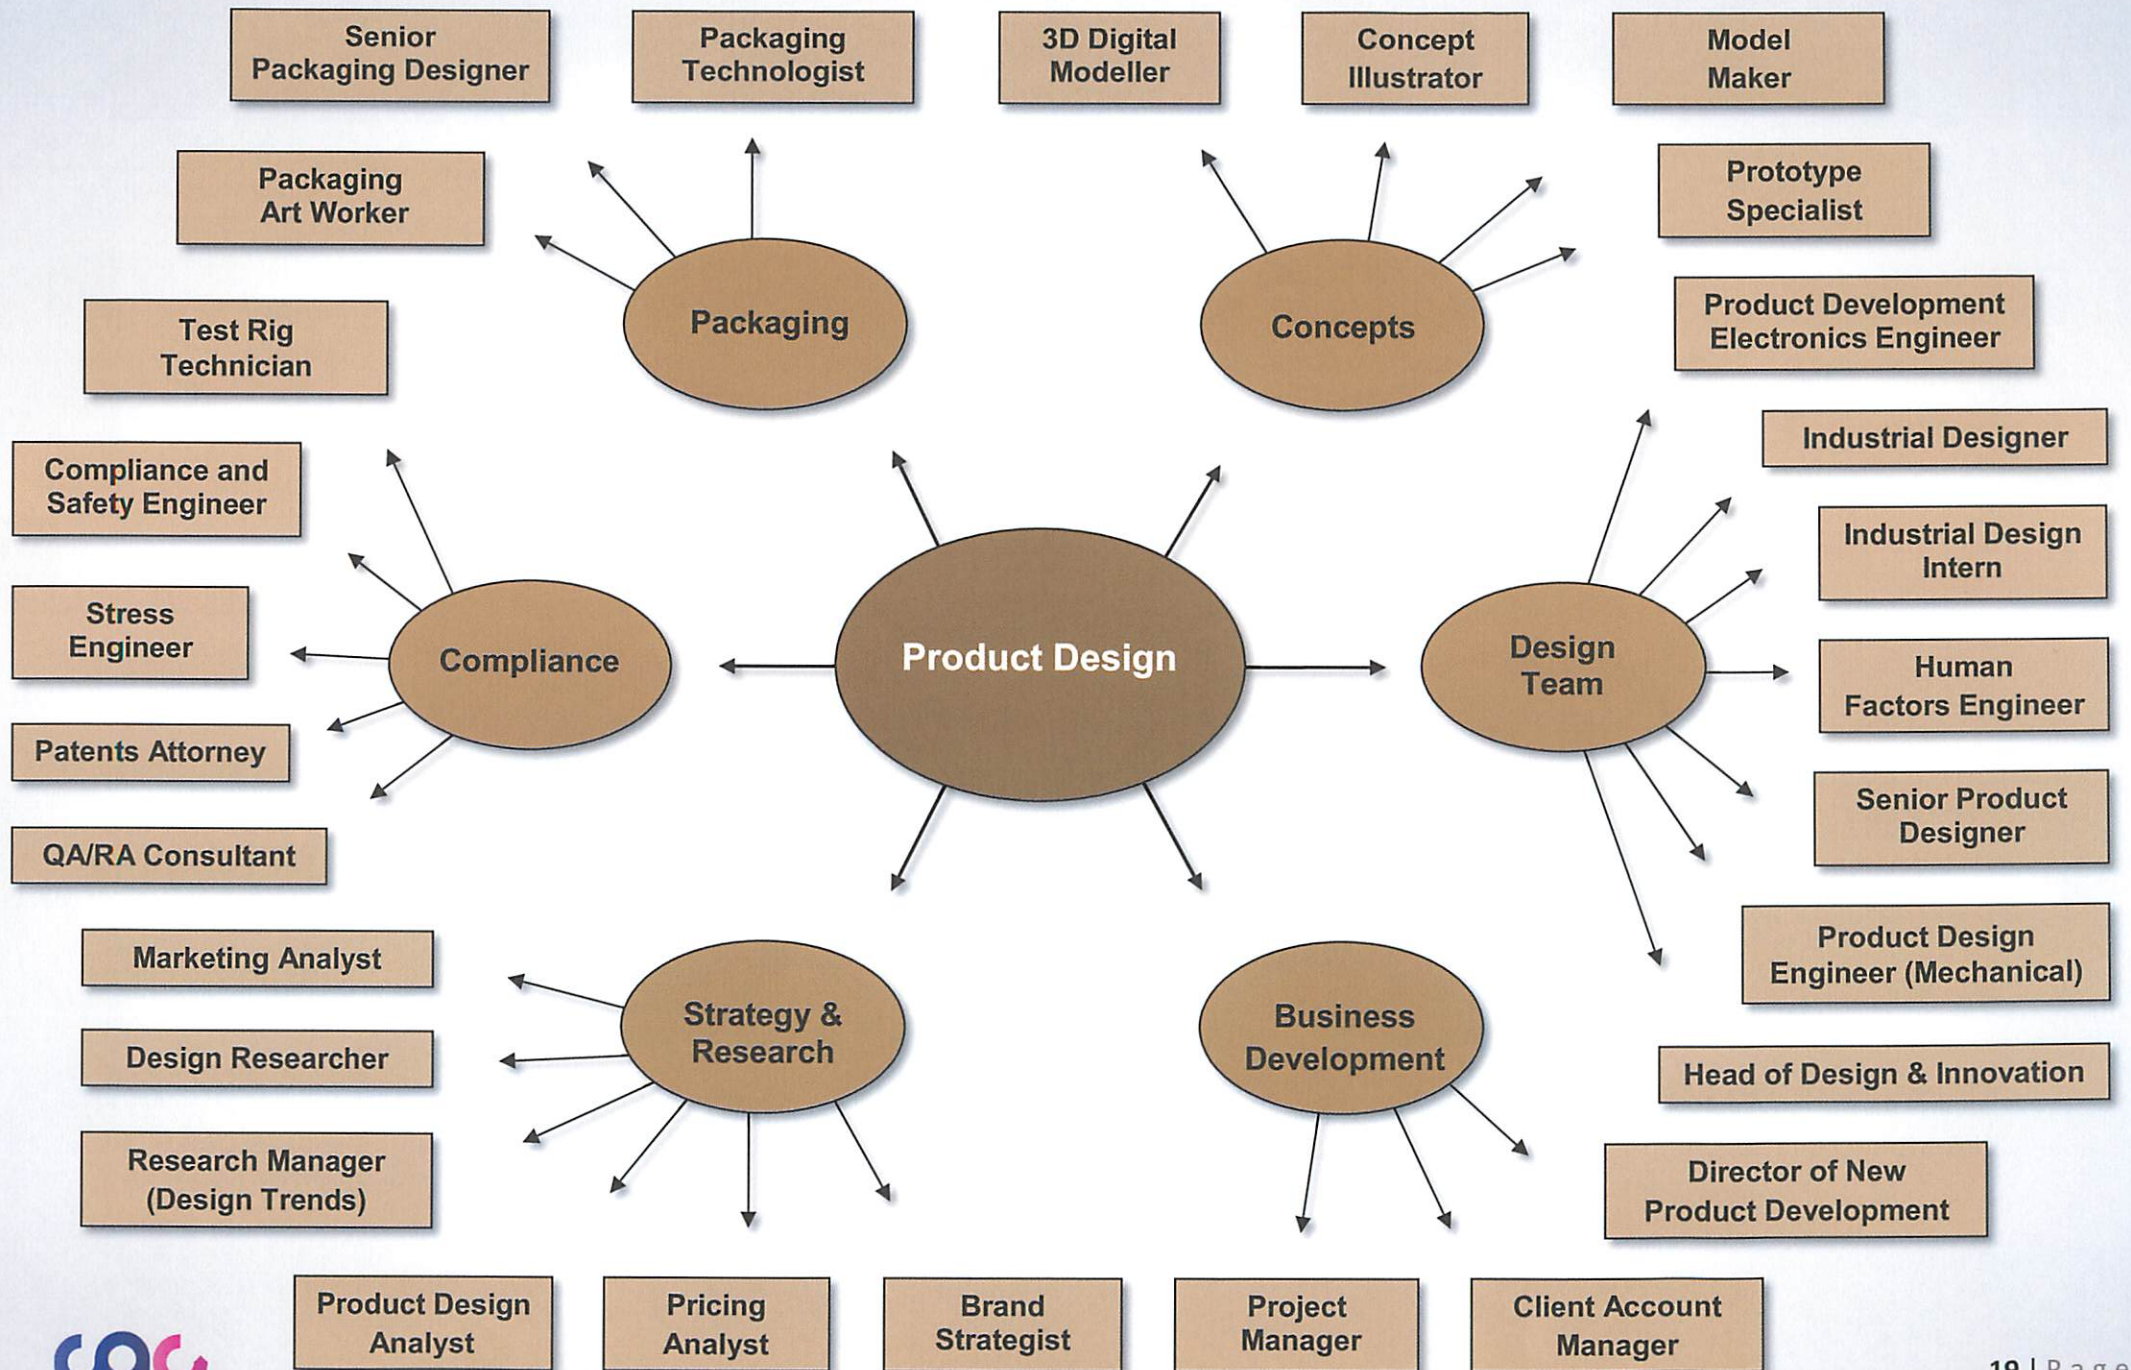 Senior
Packaging Designer
Packaging
Technologist
3D Digital
Modeller
Concept
Illustrator
Model
Maker
Packaging
Art Worker
Prototype
Specialist
Packaging
Concepts
Product Development
Electronics Engineer
Test Rig
Technician
Industrial Designer
Compliance and
Safety Engineer
Industrial Design
Intern
Stress
Engineer
Compliance
Product Design
Design
Team
Human
Factors Engineer
Patents Attorney
Senior Product
Designer
QA/RA Consultant
Marketing Analyst
Product Design
Engineer (Mechanical)
Strategy &
Research
Business
Development
Design Researcher
Head of Design & Innovation
Research Manager
(Design Trends)
Director of New
Product Development
Product Design
Analyst
Pricing
Analyst
Brand
Strategist
Project
Manager
Client Account
Manager
19 | Page